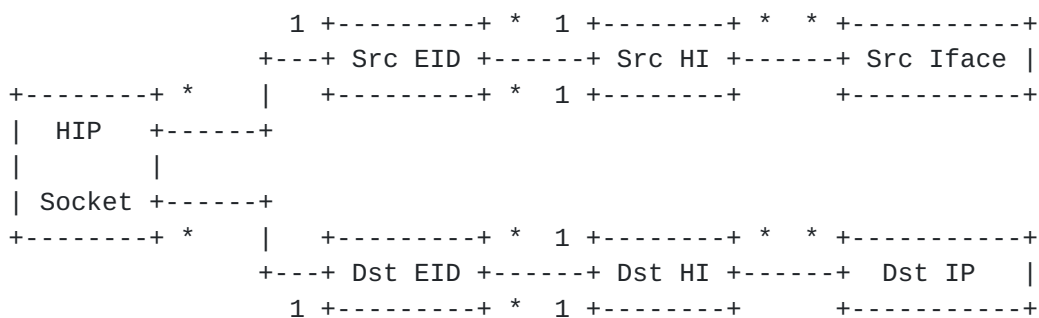 1 +---------+ *  1 +--------+ *  * +-----------+
               +---+ Src EID +------+ Src HI +------+ Src Iface |
+--------+ *   |   +---------+ *  1 +--------+      +-----------+
|  HIP   +------+
|        |
| Socket +------+
+--------+ *   |   +---------+ *  1 +--------+ *  * +-----------+
               +---+ Dst EID +------+ Dst HI +------+  Dst IP   |
                 1 +---------+ *  1 +--------+      +-----------+